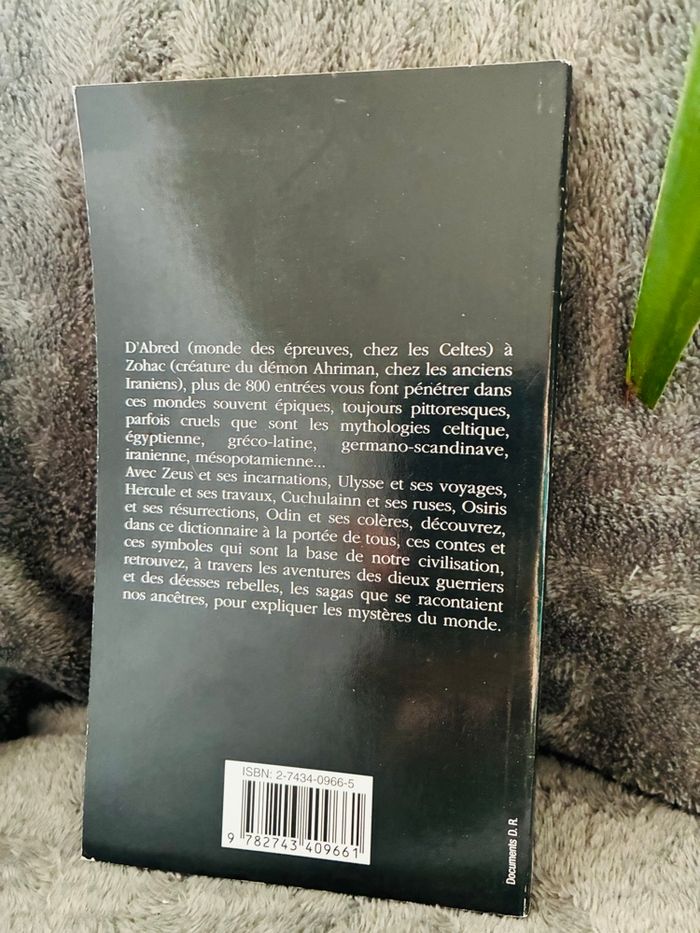 D'Abred (monde des épreuves, chez les Celtes) à
Zohac (créature du démon Ahriman, chez les anciens
Iraniens), plus de 800 entrées vous font pénétrer dans
ces mondes souvent épiques, toujours pittoresques,
parfois cruels que sont les mythologies celtique,
égyptienne, gréco-latine, germano-scandinave,
iranienne, mésopotamienne...
Avec Zeus et ses incarnations, Ulysse et ses voyages,
Hercule et ses travaux, Cuchulainn et ses ruses, Osiris
et ses résurrections, Odin et ses colères, découvrez,
dans ce dictionnaire à la portée de tous, ces contes et
ces symboles qui sont la base de notre civilisation,
retrouvez, à travers les aventures des dieux guerriers
et des déesses rebelles, les sagas que se racontaient
nos ancêtres, pour expliquer les mystères du monde.
ISBN: 2-7434-0966-5
9 782743 409661
Documents D. R.